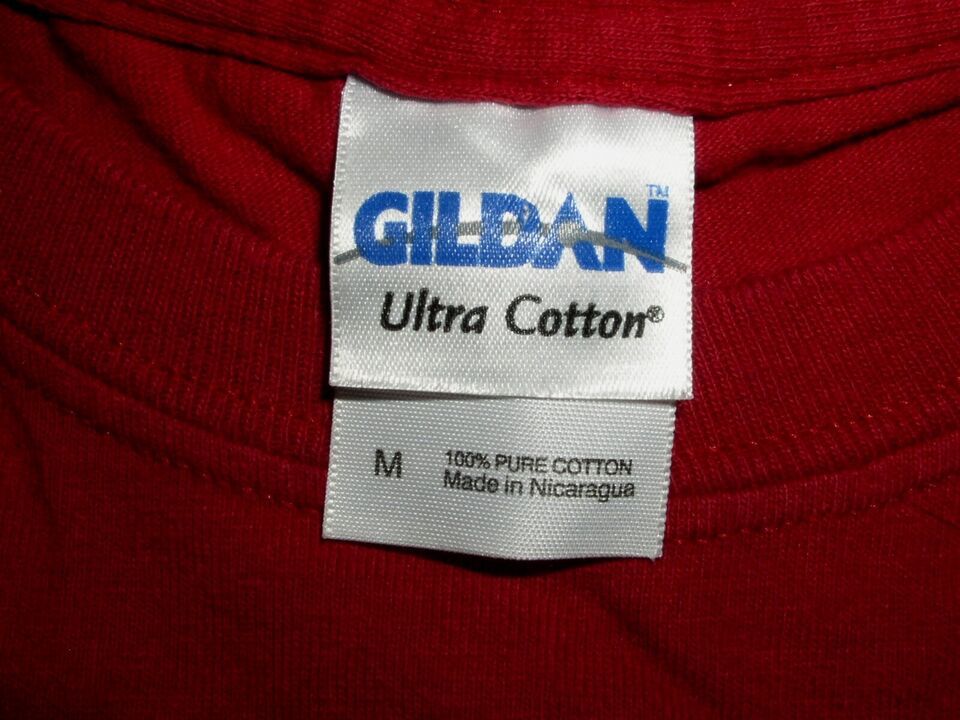 GILDAN™
Ultra Cotton®
M
100% PURE COTTON
Made in Nicaragua